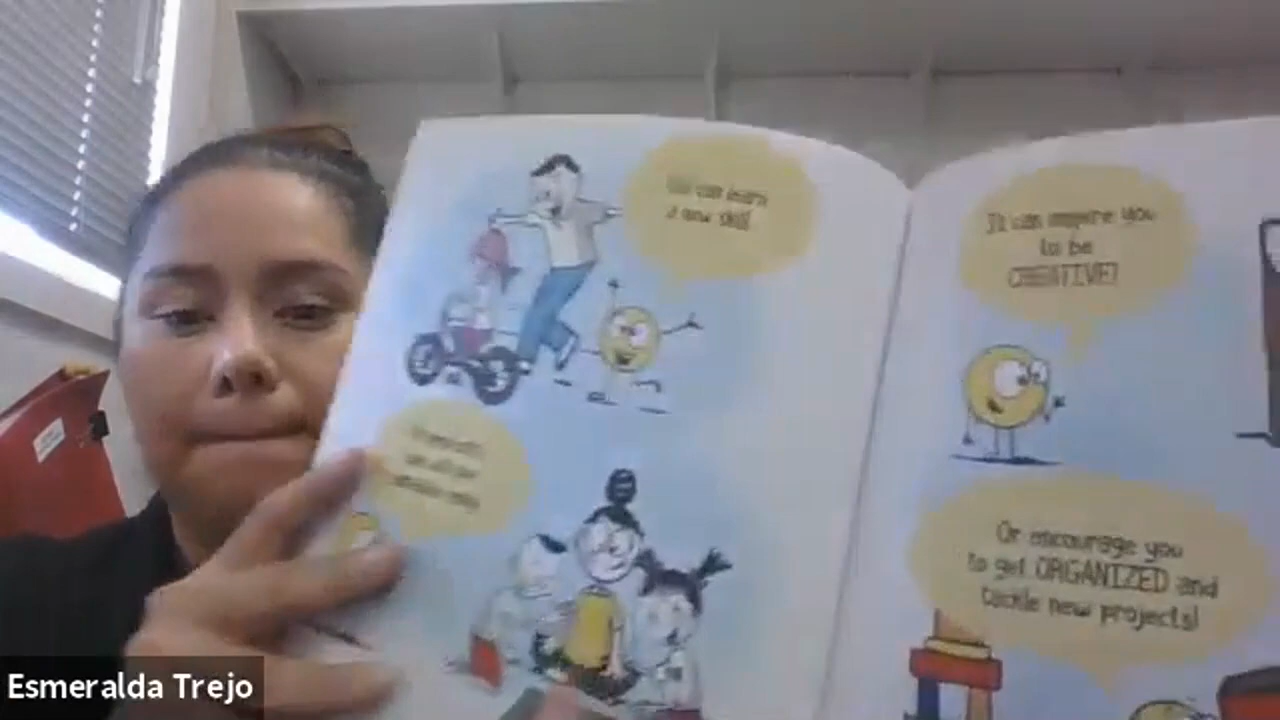 We can learn
a new skill.
It can inspire you
to be
CREATIVE!
Or encourage you
to get ORGANIZED and
tackle new projects!
Esmeralda Trejo